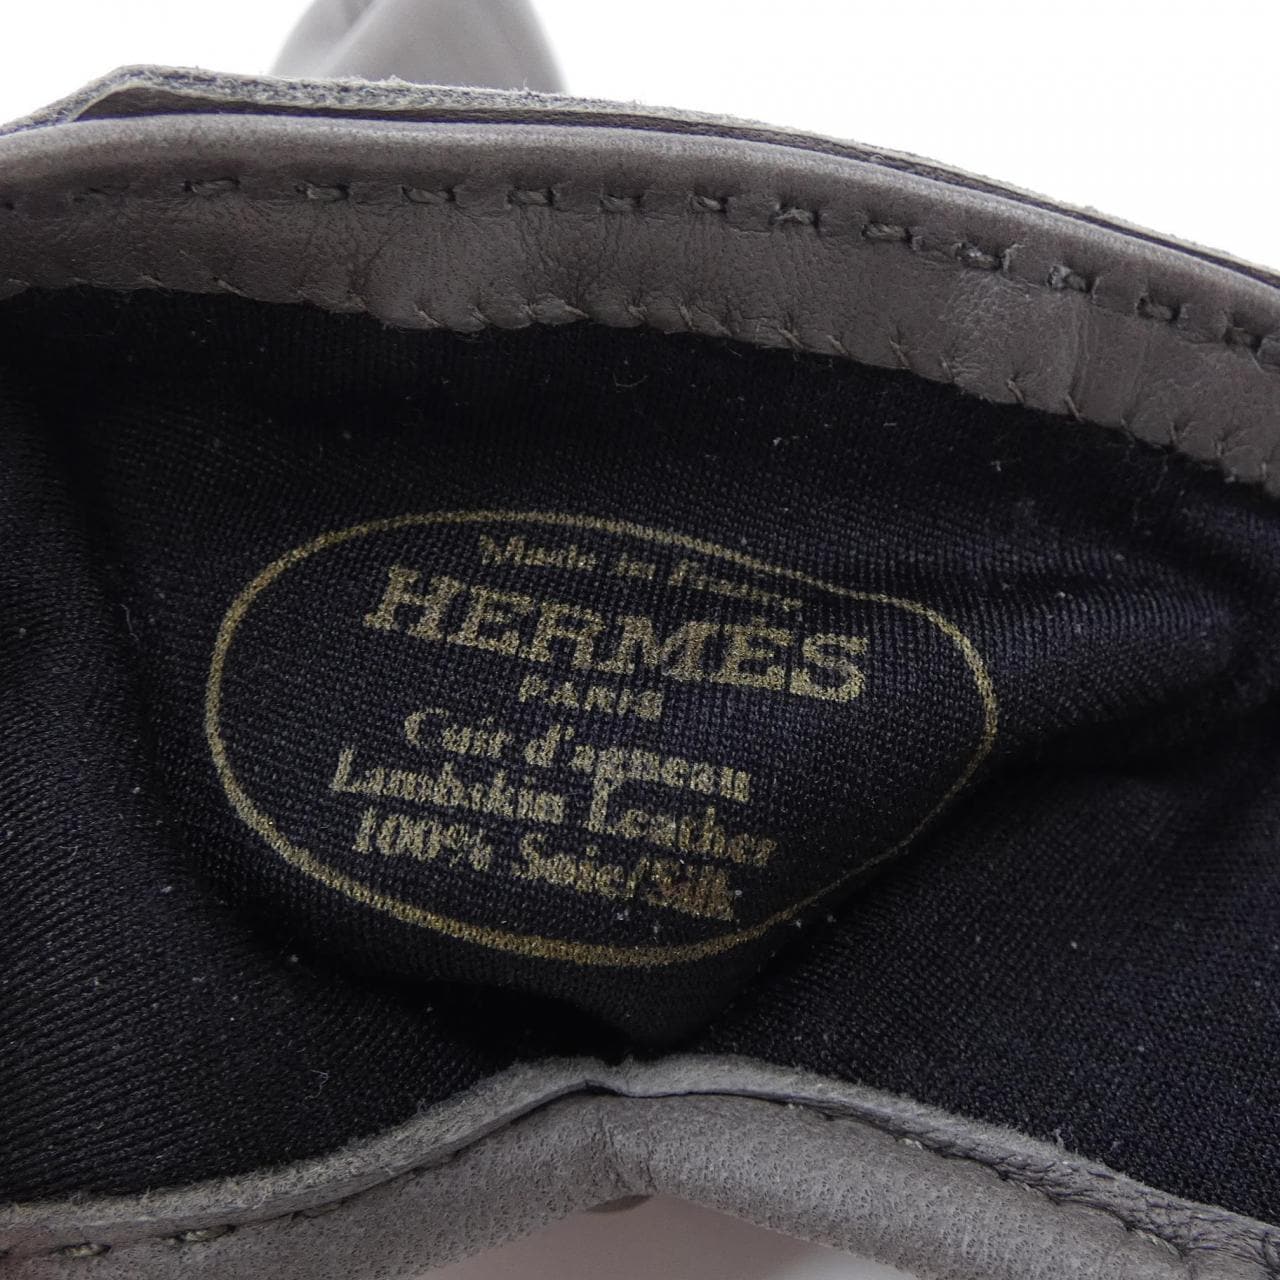 Made in France
HERMÈS
PARIS
Cuir d'agneau
Lambskin Leather
100% Soie/Silk